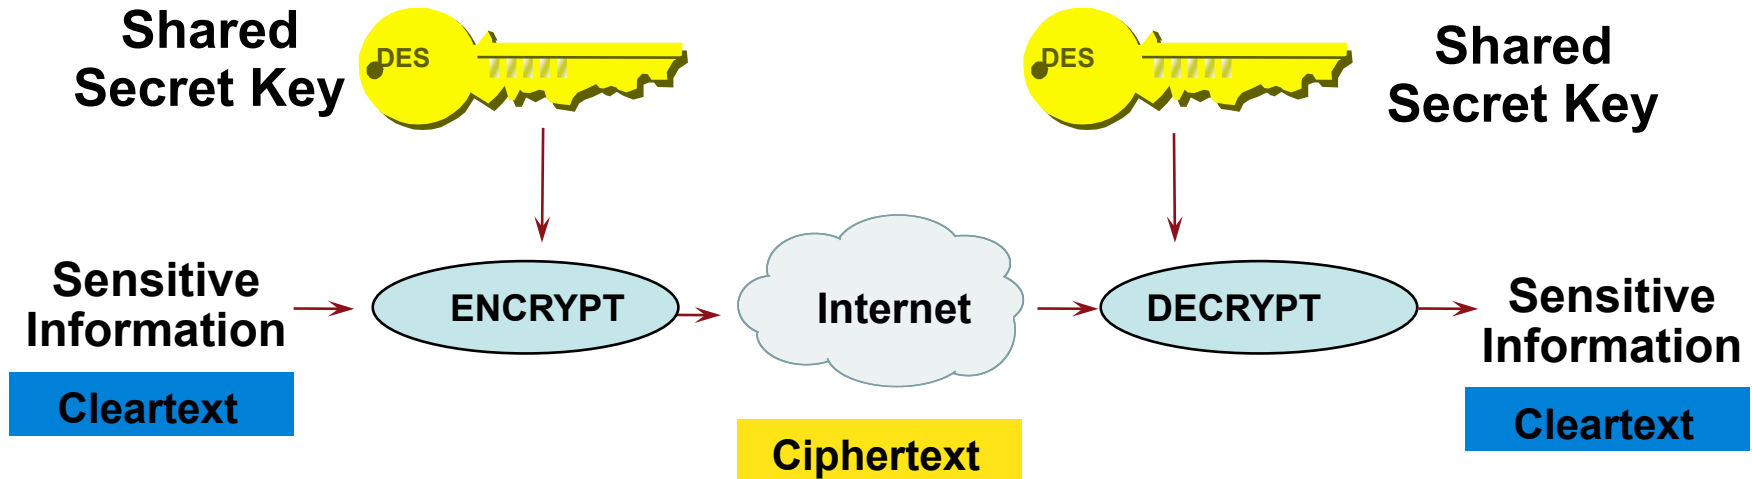 Shared
Secret Key
DES
DES
Shared
Secret Key
Sensitive
Information
ENCRYPT
Internet
DECRYPT
Sensitive
Information
Cleartext
Ciphertext
Cleartext